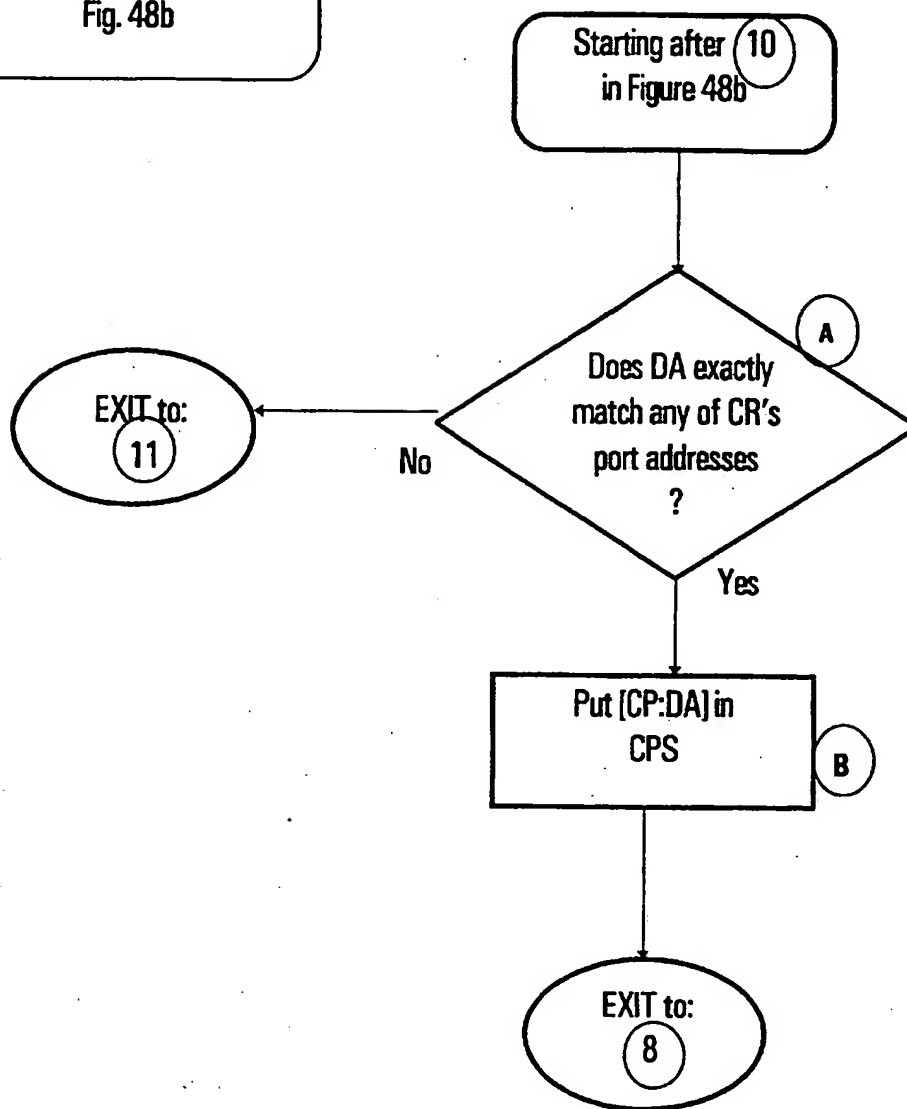 Fig. 48b
Starting after 10
in Figure 48b
A
Does DA exactly
match any of CR's
port addresses
?
EXIT to:
11
No
Yes
Put [CP:DA] in
CPS
B
EXIT to:
8